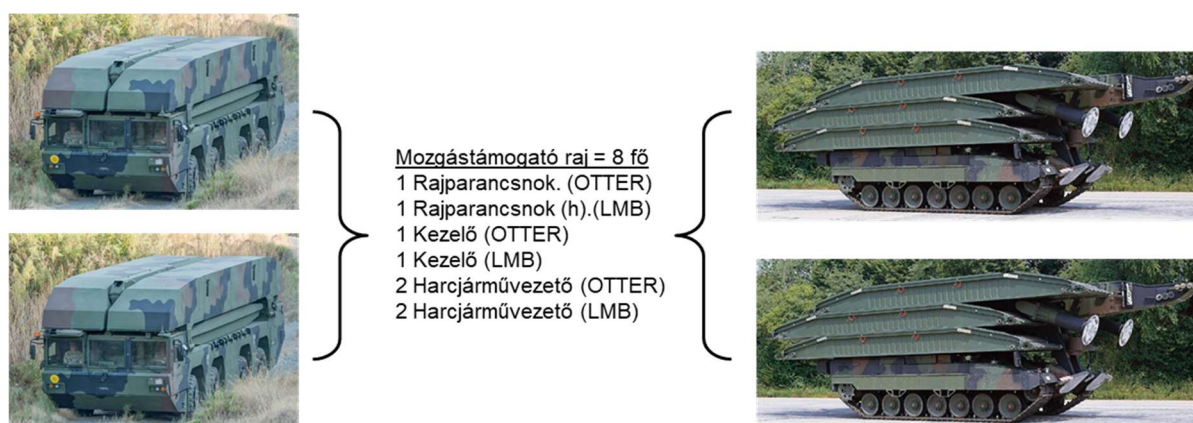 Mozgástámogató raj = 8 fő
1 Rajparancsnok. (OTTER)
1 Rajparancsnok (h).(LMB)
1 Kezelő (OTTER)
1 Kezelő (LMB)
2 Harcjárművezető (OTTER)
2 Harcjárművezető (LMB)